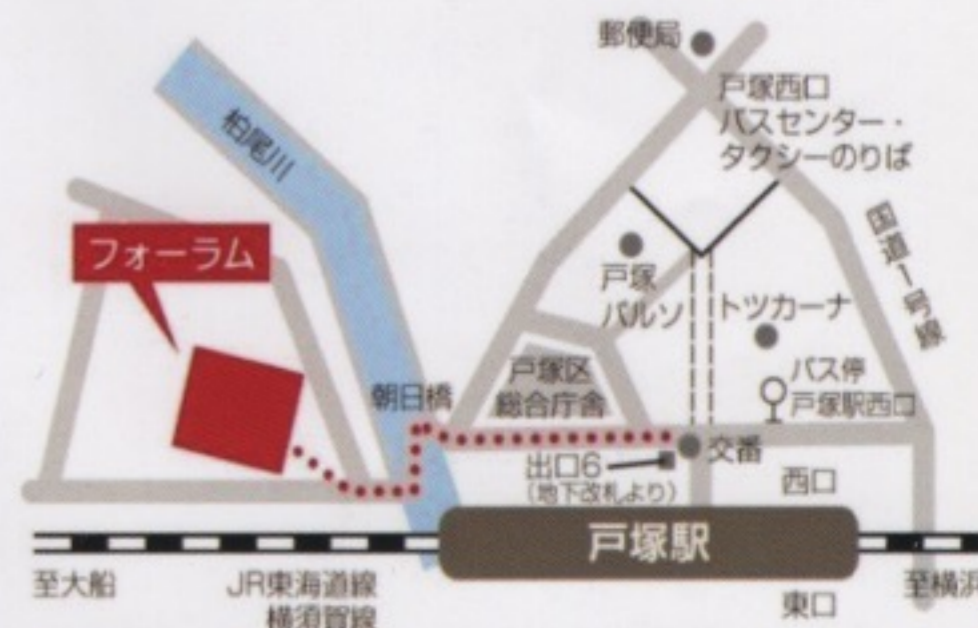 郵便局
戸塚西口
バスセンター・
タクシーのりば
柏尾川
国道1号線
フォーラム
戸塚
パルソ
トツカーナ
戸塚区
総合庁舎
バス停
戸塚駅西口
朝日橋
交番
出口6
(地下改札より)
西口
戸塚駅
至大船
JR東海道線
横須賀線
東口
至横浜